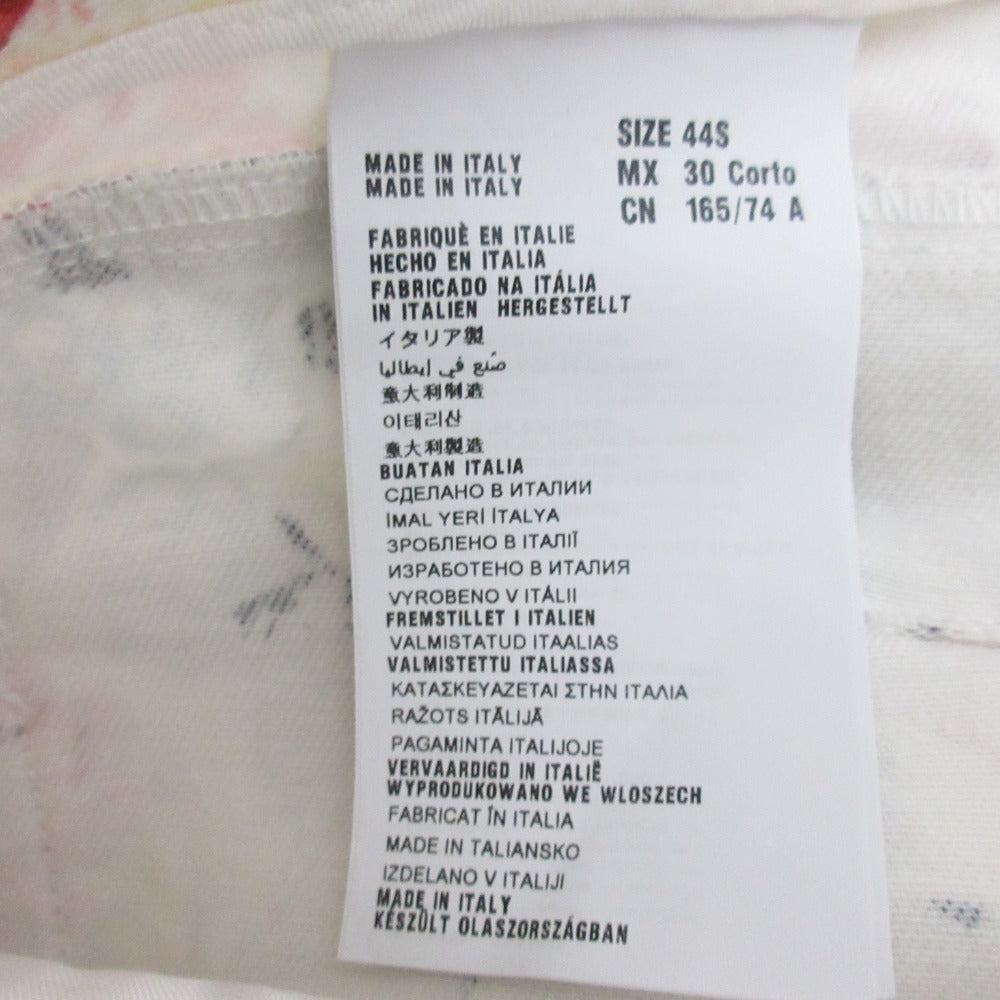 SIZE 44S
MX 30 Corto
CN 165/74 A
MADE IN ITALY
MADE IN ITALY
FABRIQUÈ EN ITALIE
HECHO EN ITALIA
FABRICADO NA ITÁLIA
IN ITALIEN HERGESTELLT
イタリア製
صُنع في إيطاليا
意大利制造
이태리산
意大利製造
BUATAN ITALIA
СДЕЛАНО В ИТАЛИИ
IMAL YERİ İTALYA
ЗРОБЛЕНО В ІТАЛІЇ
ИЗРАБОТЕНО В ИТАЛИЯ
VYROBENO V ITÁLII
FREMSTILLET I ITALIEN
VALMISTATUD ITAALIAS
VALMISTETTU ITALIASSA
ΚΑΤΑΣΚΕΥΑΖΕΤΑΙ ΣΤΗΝ ΙΤΑΛΙΑ
RAŽOTS ITĀLIJĀ
PAGAMINTA ITALIJOJE
VERVAARDIGD IN ITALIË
WYPRODUKOWANO WE WLOSZECH
FABRICAT ÎN ITALIA
MADE IN TALIANSKO
IZDELANO V ITALIJI
MADE IN ITALY
KÉSZÜLT OLASZORSZÁGBAN